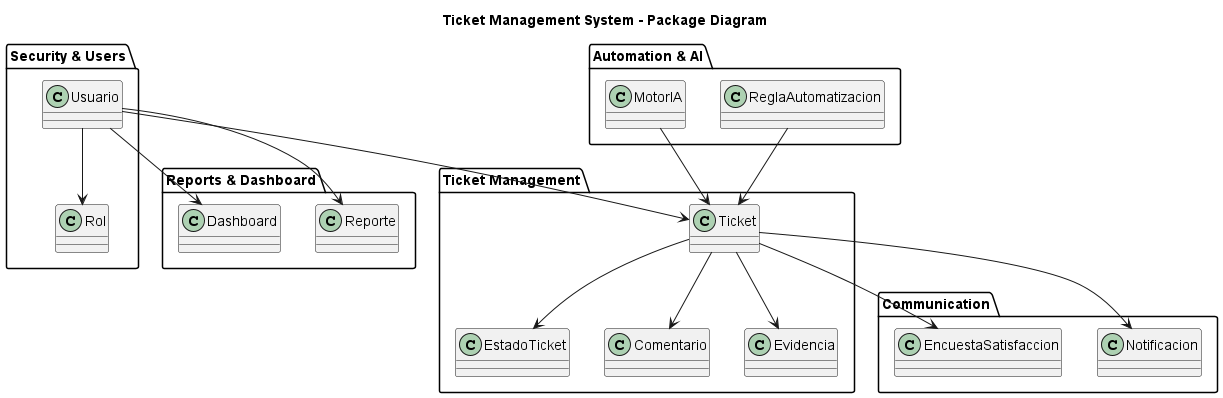 Ticket Management System - Package Diagram
Security & Users
C Usuario
C Rol
Reports & Dashboard
C Dashboard
C Reporte
Automation & AI
C MotorIA
C ReglaAutomatizacion
Ticket Management
C Ticket
C EstadoTicket
C Comentario
C Evidencia
Communication
C EncuestaSatisfaccion
C Notificacion